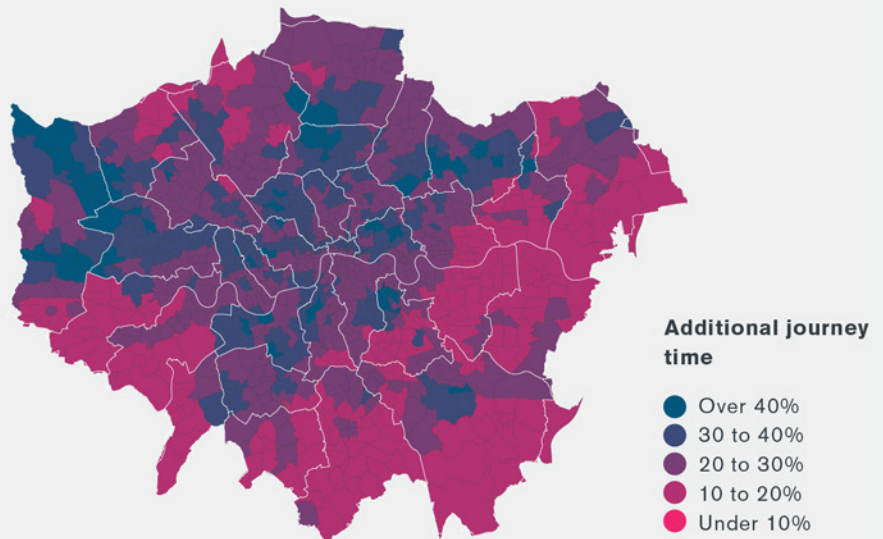 Additional journey
time
Over 40%
30 to 40%
20 to 30%
10 to 20%
Under 10%